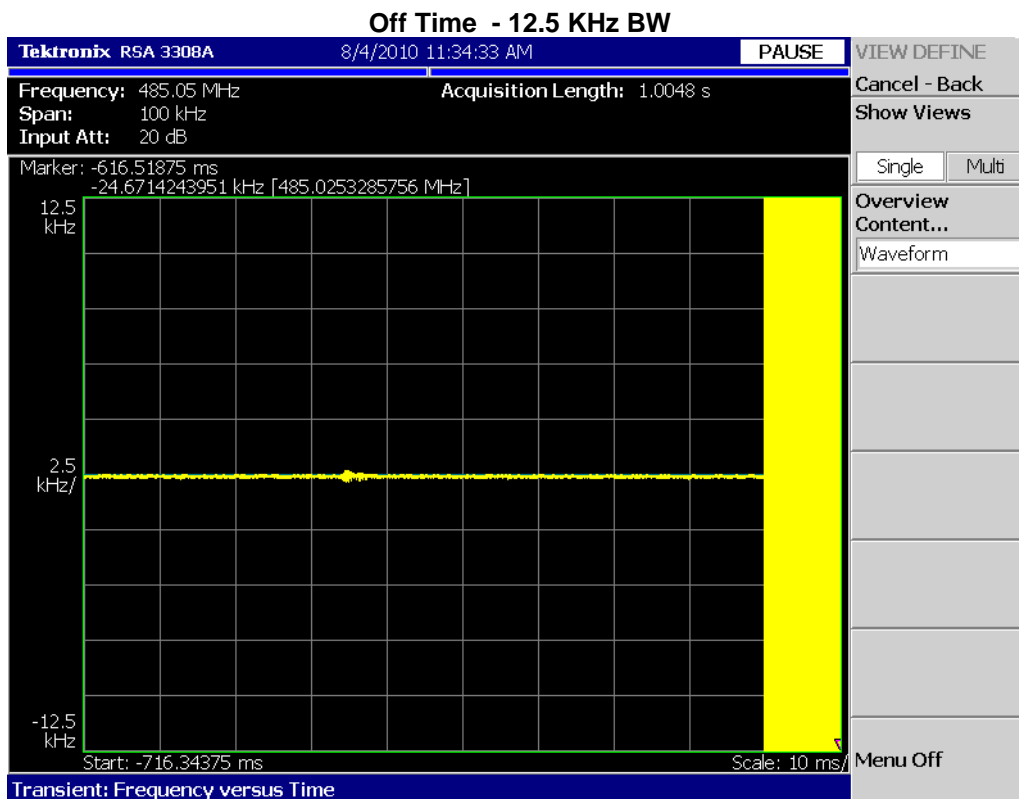 Off Time - 12.5 KHz BW
Tektronix RSA 3308A 8/4/2010 11:34:33 AM PAUSE
Frequency: 485.05 MHz Acquisition Length: 1.0048 s
Span: 100 kHz
Input Att: 20 dB
Marker: -616.51875 ms
-24.6714243951 kHz [485.0253285756 MHz]
12.5
kHz
2.5
kHz/
-12.5
kHz
Start: -716.34375 ms Scale: 10 ms/
Transient: Frequency versus Time
VIEW DEFINE
Cancel - Back
Show Views
Single Multi
Overview
Content...
Waveform
Menu Off